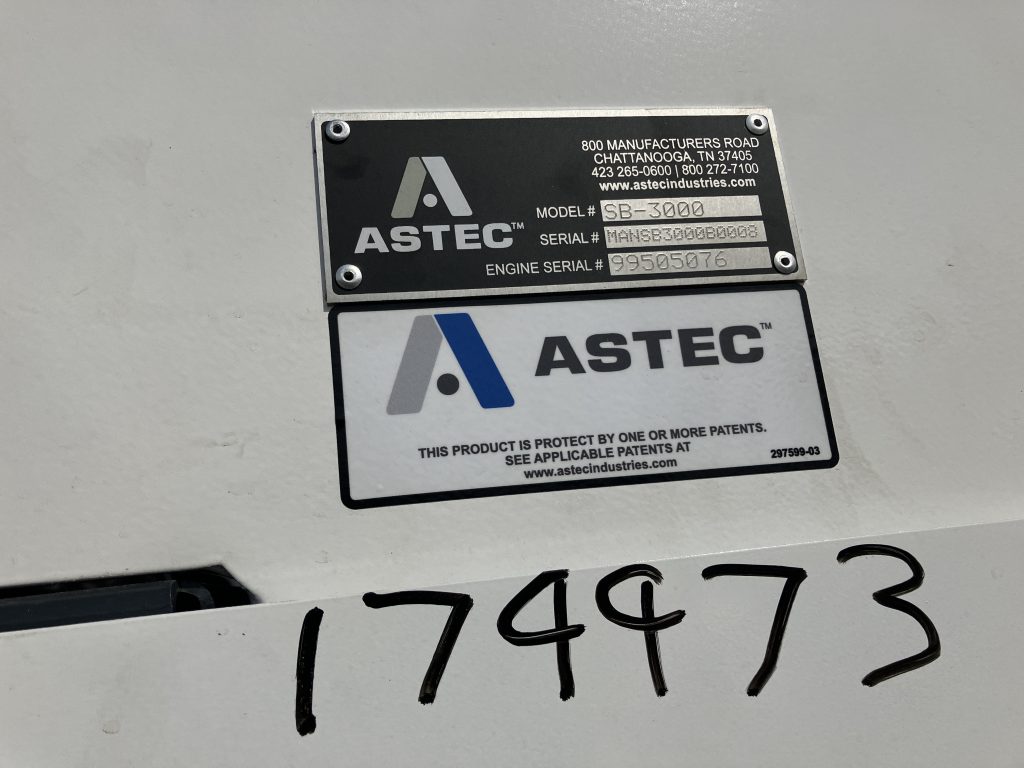 800 MANUFACTURERS ROAD
CHATTANOOGA, TN 37405
423 265-0600 | 800 272-7100
www.astecindustries.com
ASTEC™
MODEL # SB-3000
SERIAL # MANSB3000B0008
ENGINE SERIAL # 99505076
ASTEC™
THIS PRODUCT IS PROTECT BY ONE OR MORE PATENTS.
SEE APPLICABLE PATENTS AT
www.astecindustries.com
297599-03
179973